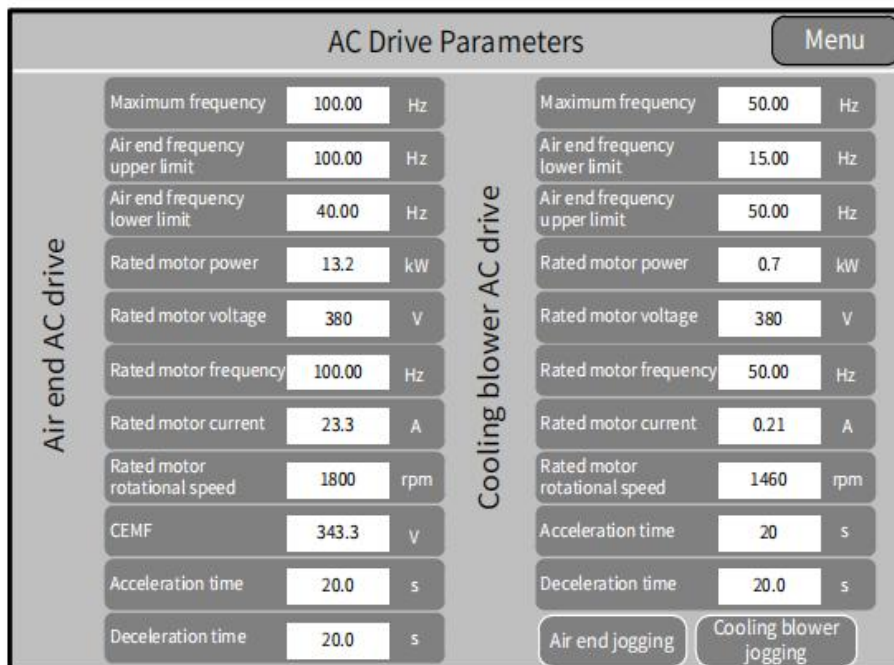 AC Drive Parameters
Menu
Air end AC drive
Maximum frequency 100.00 Hz
Air end frequency
upper limit 100.00 Hz
Air end frequency
lower limit 40.00 Hz
Rated motor power 13.2 kW
Rated motor voltage 380 V
Rated motor frequency 100.00 Hz
Rated motor current 23.3 A
Rated motor
rotational speed 1800 rpm
CEMF 343.3 V
Acceleration time 20.0 s
Deceleration time 20.0 s
Cooling blower AC drive
Maximum frequency 50.00 Hz
Air end frequency
lower limit 15.00 Hz
Air end frequency
upper limit 50.00 Hz
Rated motor power 0.7 kW
Rated motor voltage 380 V
Rated motor frequency 50.00 Hz
Rated motor current 0.21 A
Rated motor
rotational speed 1460 rpm
Acceleration time 20 s
Deceleration time 20.0 s
Air end jogging
Cooling blower
jogging